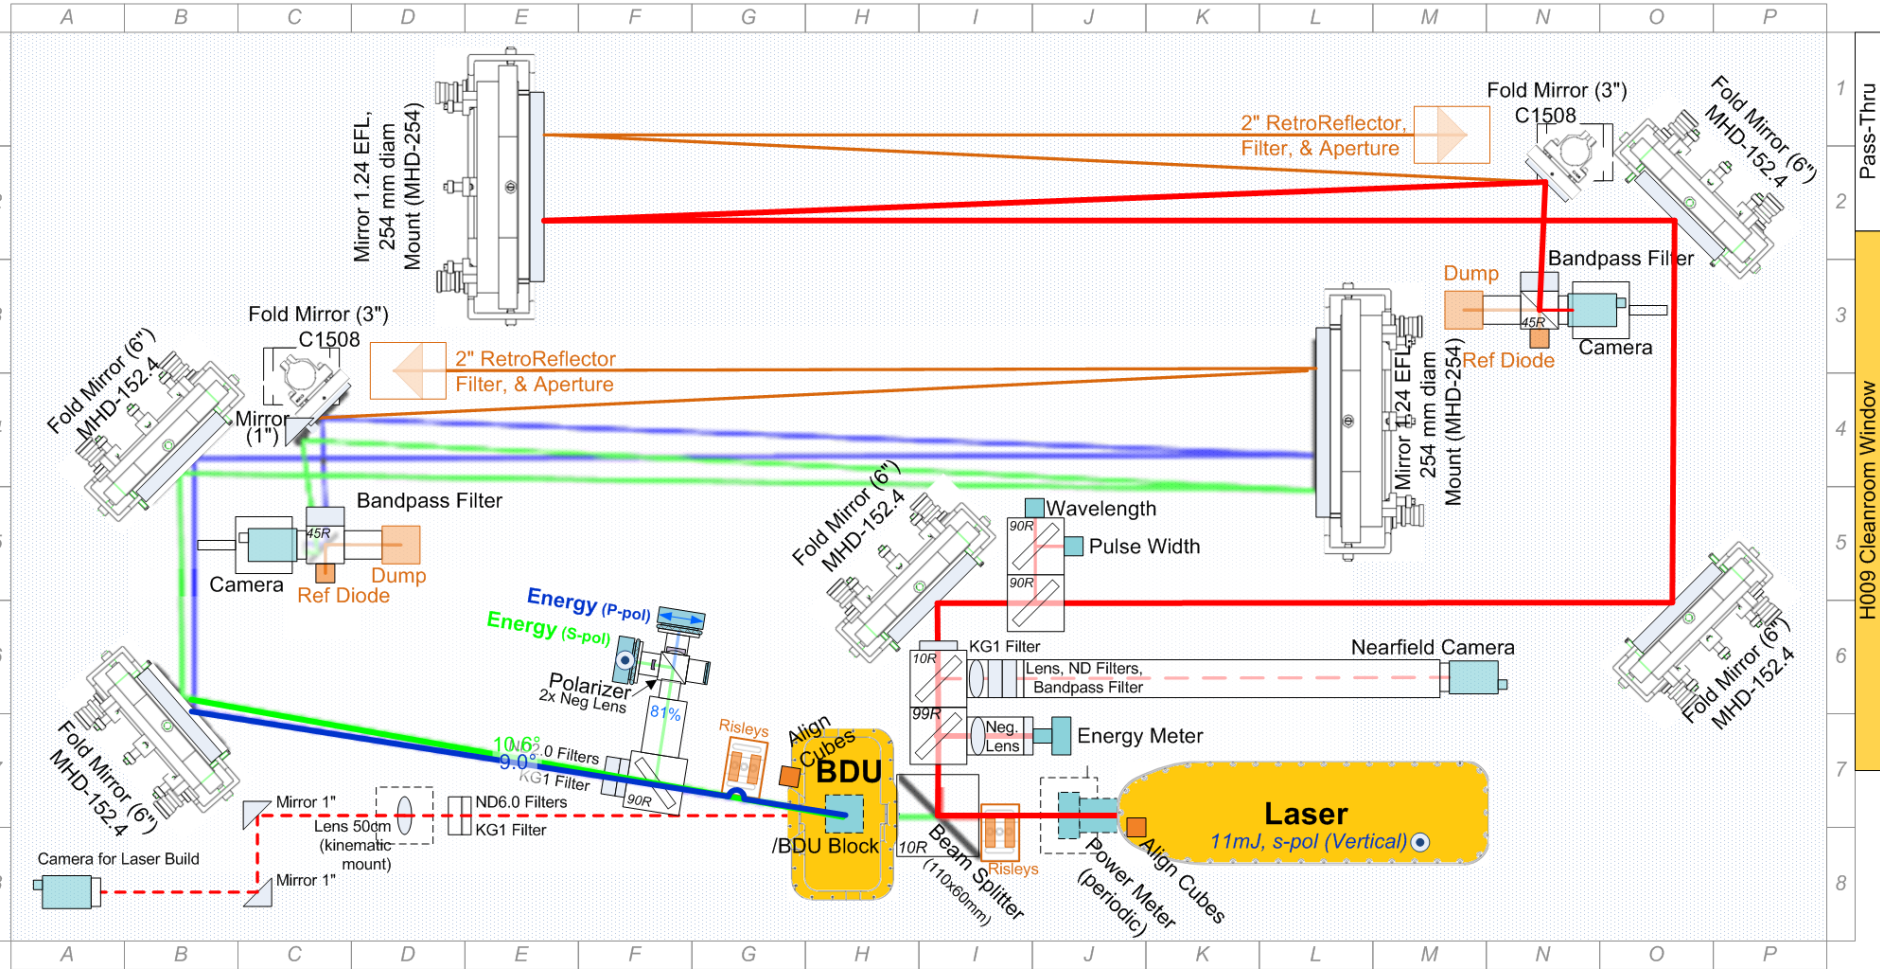 A B C D E F G H I J K L M N O P
1
2
3
4
5
6
7
8
Pass-Thru
H009 Cleanroom Window
Mirror 1.24 EFL,
254 mm diam
Mount (MHD-254)
2" RetroReflector,
Filter, & Aperture
Fold Mirror (3")
C1508
Fold Mirror (6")
MHD-152.4
Bandpass Filter
Dump
45R
Ref Diode
Camera
Fold Mirror (3")
C1508
Fold Mirror (6")
MHD-152.4
Mirror
(1")
2" RetroReflector
Filter, & Aperture
Mirror 1.24 EFL,
254 mm diam
Mount (MHD-254)
Bandpass Filter
45R
Camera
Dump
Ref Diode
Fold Mirror (6")
MHD-152.4
Wavelength
90R
Pulse Width
90R
Energy (P-pol)
Energy (S-pol)
Polarizer
2x Neg Lens
81%
KG1 Filter
10R
Lens, ND Filters,
Bandpass Filter
Nearfield Camera
99R
Neg.
Lens
Energy Meter
Fold Mirror (6")
MHD-152.4
Fold Mirror (6")
MHD-152.4
10.6°
9.0°
ND2.0 Filters
KG1 Filter
90R
Risleys
Align
Cubes
BDU
/BDU Block
10R
Beam Splitter
(110x60mm)
Risleys
Power Meter
(periodic)
Align Cubes
Laser
11mJ, s-pol (Vertical)
Mirror 1"
Lens 50cm
(kinematic
mount)
ND6.0 Filters
KG1 Filter
Camera for Laser Build
Mirror 1"
A B C D E F G H I J K L M N O P